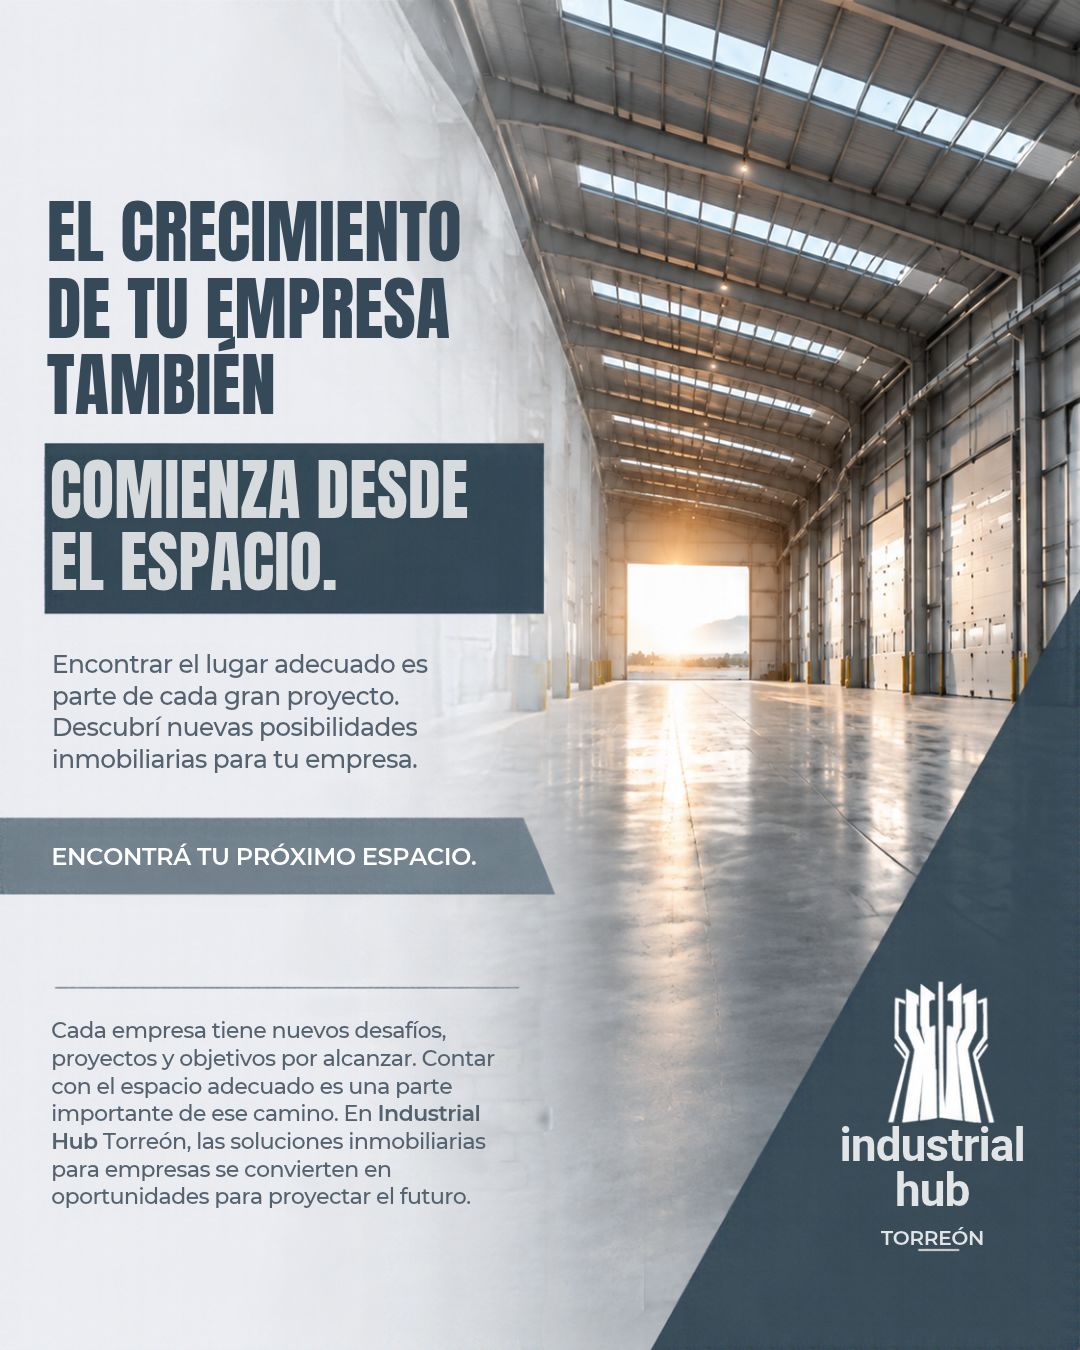 EL CRECIMIENTO
DE TU EMPRESA
TAMBIÉN
COMIENZA DESDE
EL ESPACIO.
Encontrar el lugar adecuado es
parte de cada gran proyecto.
Descubrí nuevas posibilidades
inmobiliarias para tu empresa.
ENCONTRÁ TU PRÓXIMO ESPACIO.
Cada empresa tiene nuevos desafíos,
proyectos y objetivos por alcanzar. Contar
con el espacio adecuado es una parte
importante de ese camino. En Industrial
Hub Torreón, las soluciones inmobiliarias
para empresas se convierten en
oportunidades para proyectar el futuro.
industrial
hub
TORREÓN